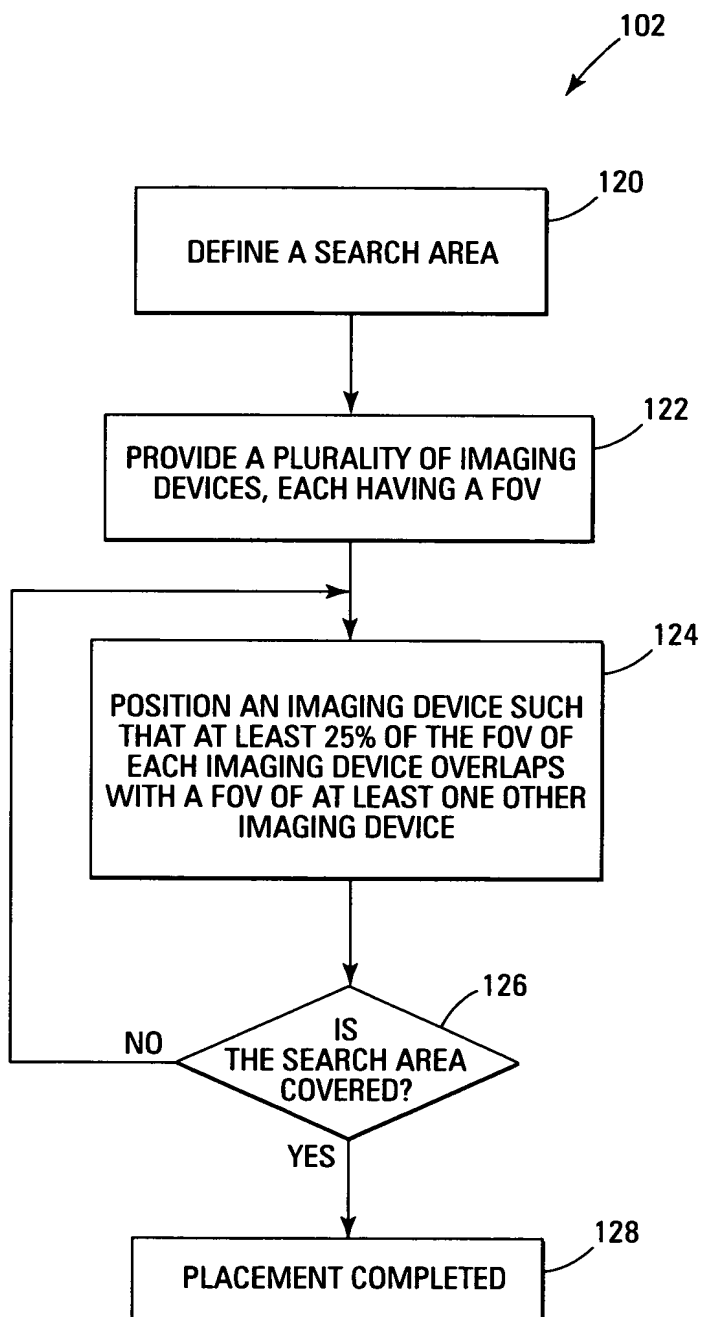 102
120
DEFINE A SEARCH AREA
122
PROVIDE A PLURALITY OF IMAGING
DEVICES, EACH HAVING A FOV
124
POSITION AN IMAGING DEVICE SUCH
THAT AT LEAST 25% OF THE FOV OF
EACH IMAGING DEVICE OVERLAPS
WITH A FOV OF AT LEAST ONE OTHER
IMAGING DEVICE
126
NO
IS
THE SEARCH AREA
COVERED?
YES
128
PLACEMENT COMPLETED